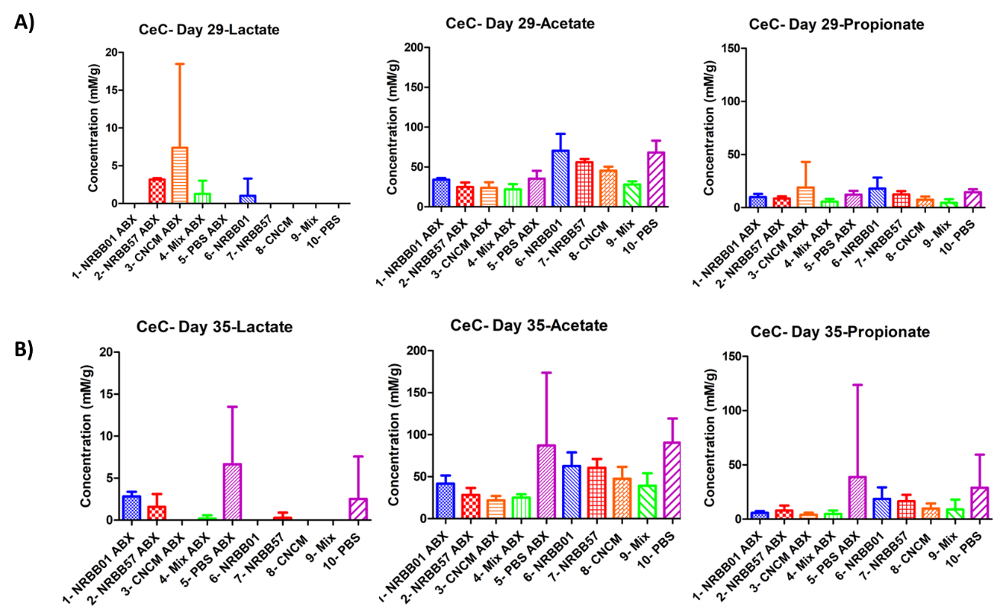 A)
CeC- Day 29-Lactate
Concentration (mM/g)
20
15
10
5
0
1- NRBB01 ABX
2- NRBB57 ABX
3- CNCM ABX
4- Mix ABX
5- PBS ABX
6- NRBB01
7- NRBB57
8- CNCM
9- Mix
10- PBS
CeC- Day 29-Acetate
Concentration (mM/g)
200
150
100
50
0
1- NRBB01 ABX
2- NRBB57 ABX
3- CNCM ABX
4- Mix ABX
5- PBS ABX
6- NRBB01
7- NRBB57
8- CNCM
9- Mix
10- PBS
CeC- Day 29-Propionate
Concentration (mM/g)
150
100
50
0
1- NRBB01 ABX
2- NRBB57 ABX
3- CNCM ABX
4- Mix ABX
5- PBS ABX
6- NRBB01
7- NRBB57
8- CNCM
9- Mix
10- PBS
B)
CeC- Day 35-Lactate
Concentration (mM/g)
20
15
10
5
0
1- NRBB01 ABX
2- NRBB57 ABX
3- CNCM ABX
4- Mix ABX
5- PBS ABX
6- NRBB01
7- NRBB57
8- CNCM
9- Mix
10- PBS
CeC- Day 35-Acetate
Concentration (mM/g)
200
150
100
50
0
1- NRBB01 ABX
2- NRBB57 ABX
3- CNCM ABX
4- Mix ABX
5- PBS ABX
6- NRBB01
7- NRBB57
8- CNCM
9- Mix
10- PBS
CeC- Day 35-Propionate
Concentration (mM/g)
150
100
50
0
1- NRBB01 ABX
2- NRBB57 ABX
3- CNCM ABX
4- Mix ABX
5- PBS ABX
6- NRBB01
7- NRBB57
8- CNCM
9- Mix
10- PBS